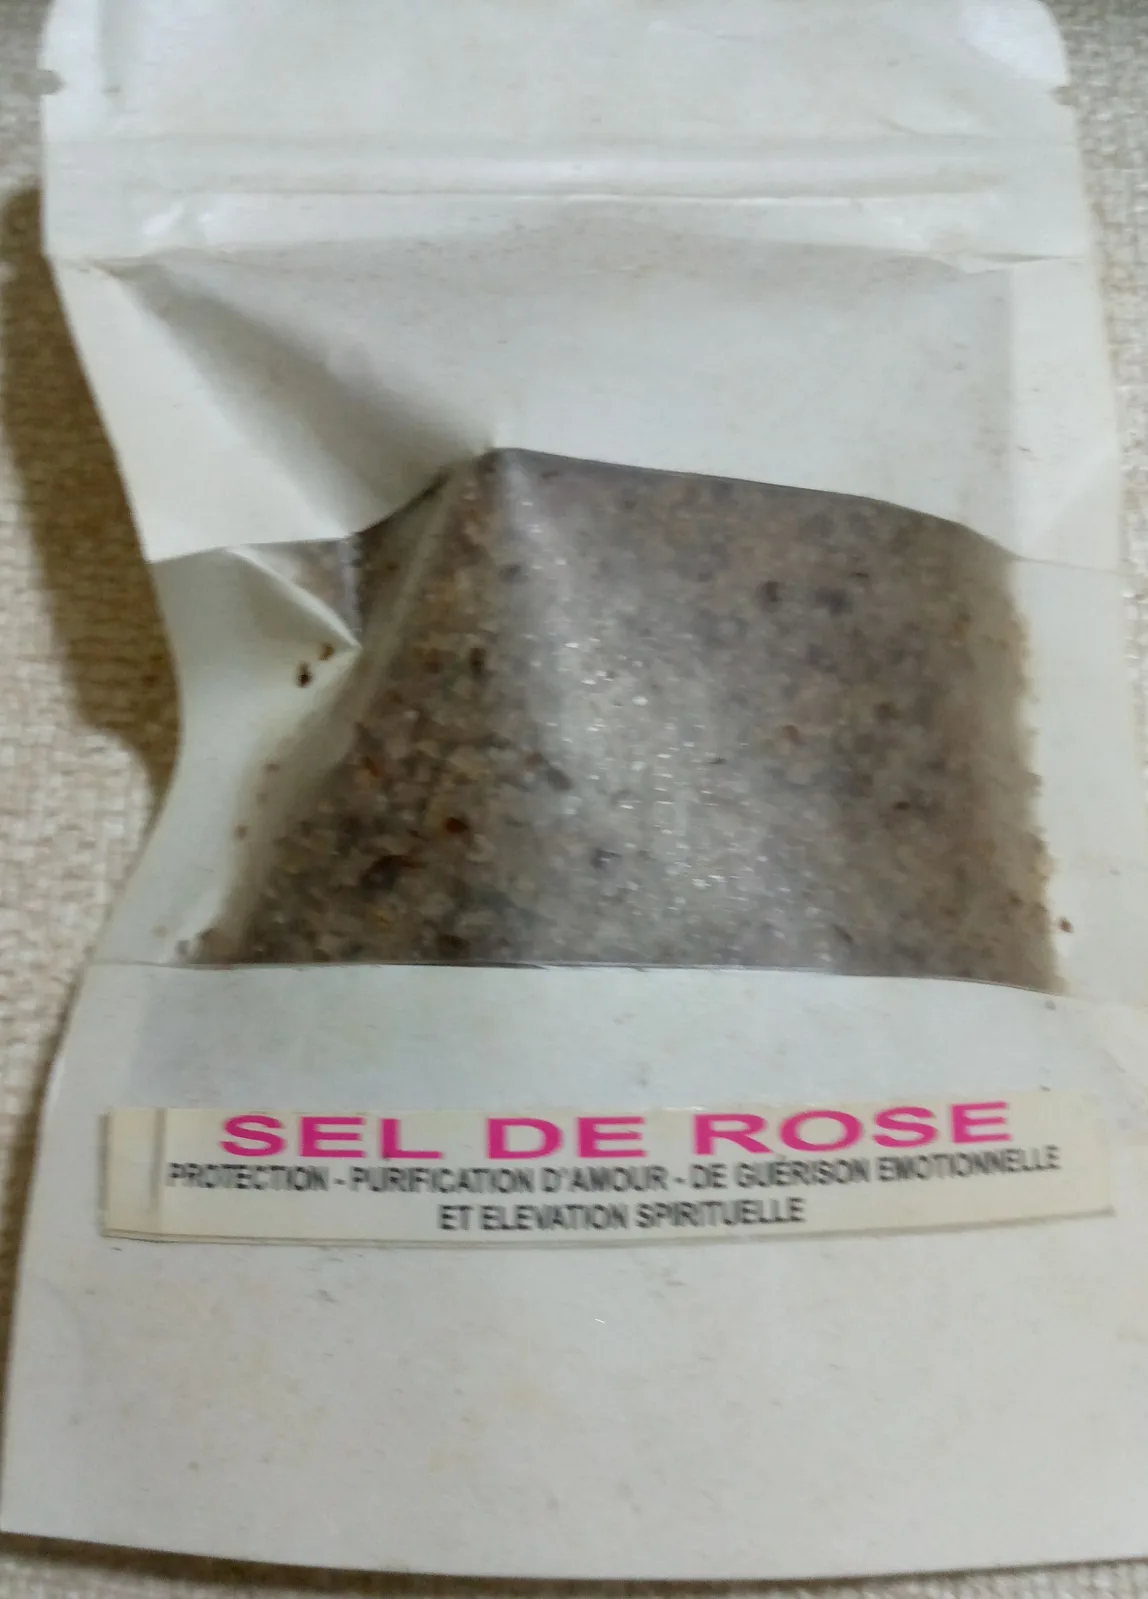 SEL DE ROSE
PROTECTION - PURIFICATION D'AMOUR - DE GUÉRISON EMOTIONNELLE
ET ELEVATION SPIRITUELLE